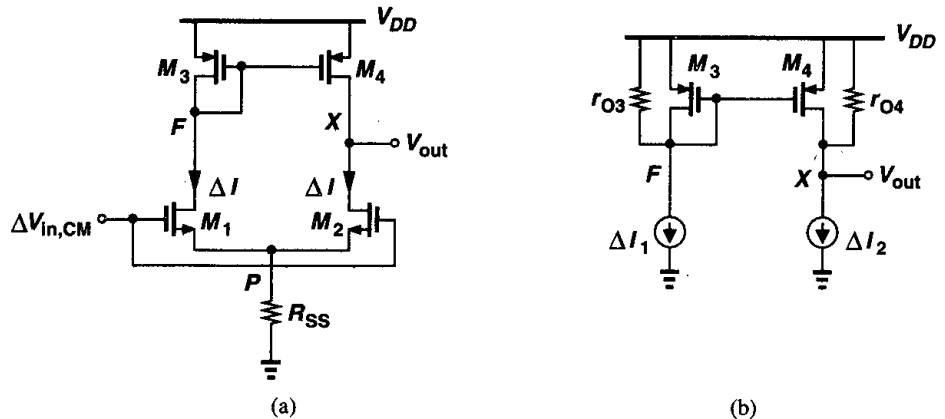 V_DD
M_3
M_4
F
X
V_out
ΔI
ΔI
ΔV_in,CM
M_1
M_2
P
R_SS
(a)
V_DD
M_3
M_4
r_O3
r_O4
F
X
V_out
ΔI_1
ΔI_2
(b)